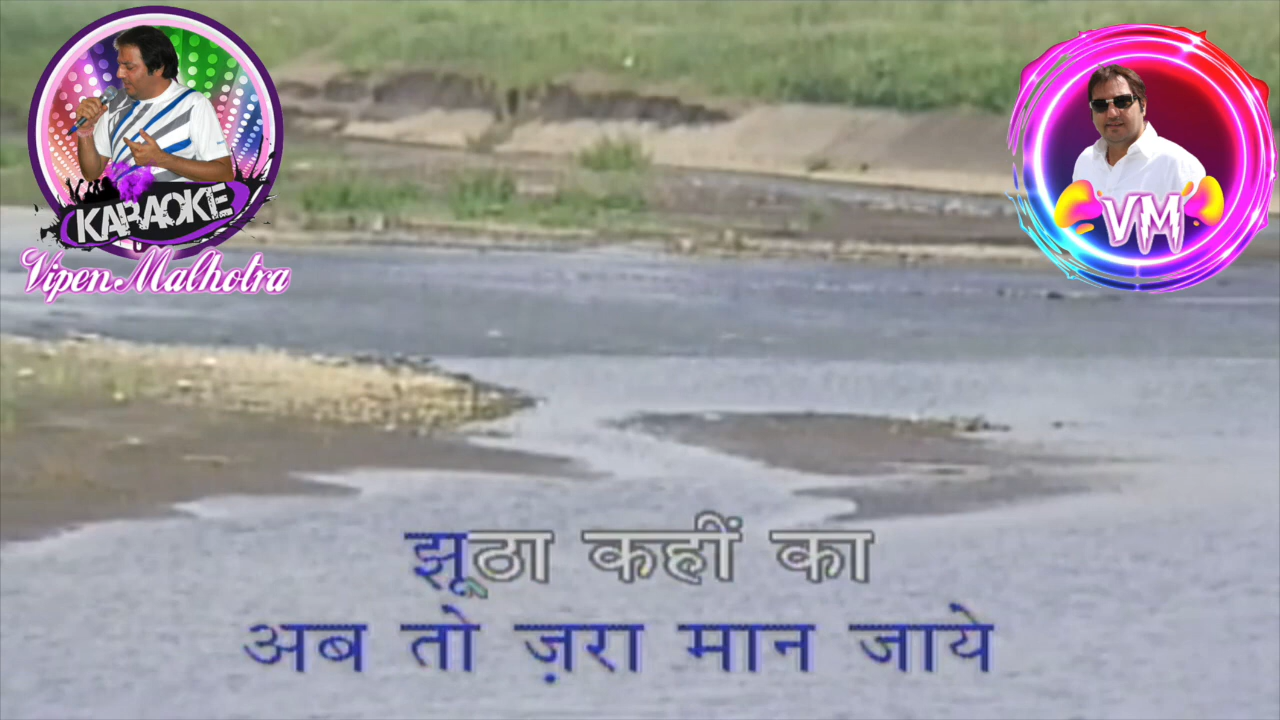 KARAOKE
Vipen Malhotra
VM
झूठा कहीं का
अब तो ज़रा मान जाये